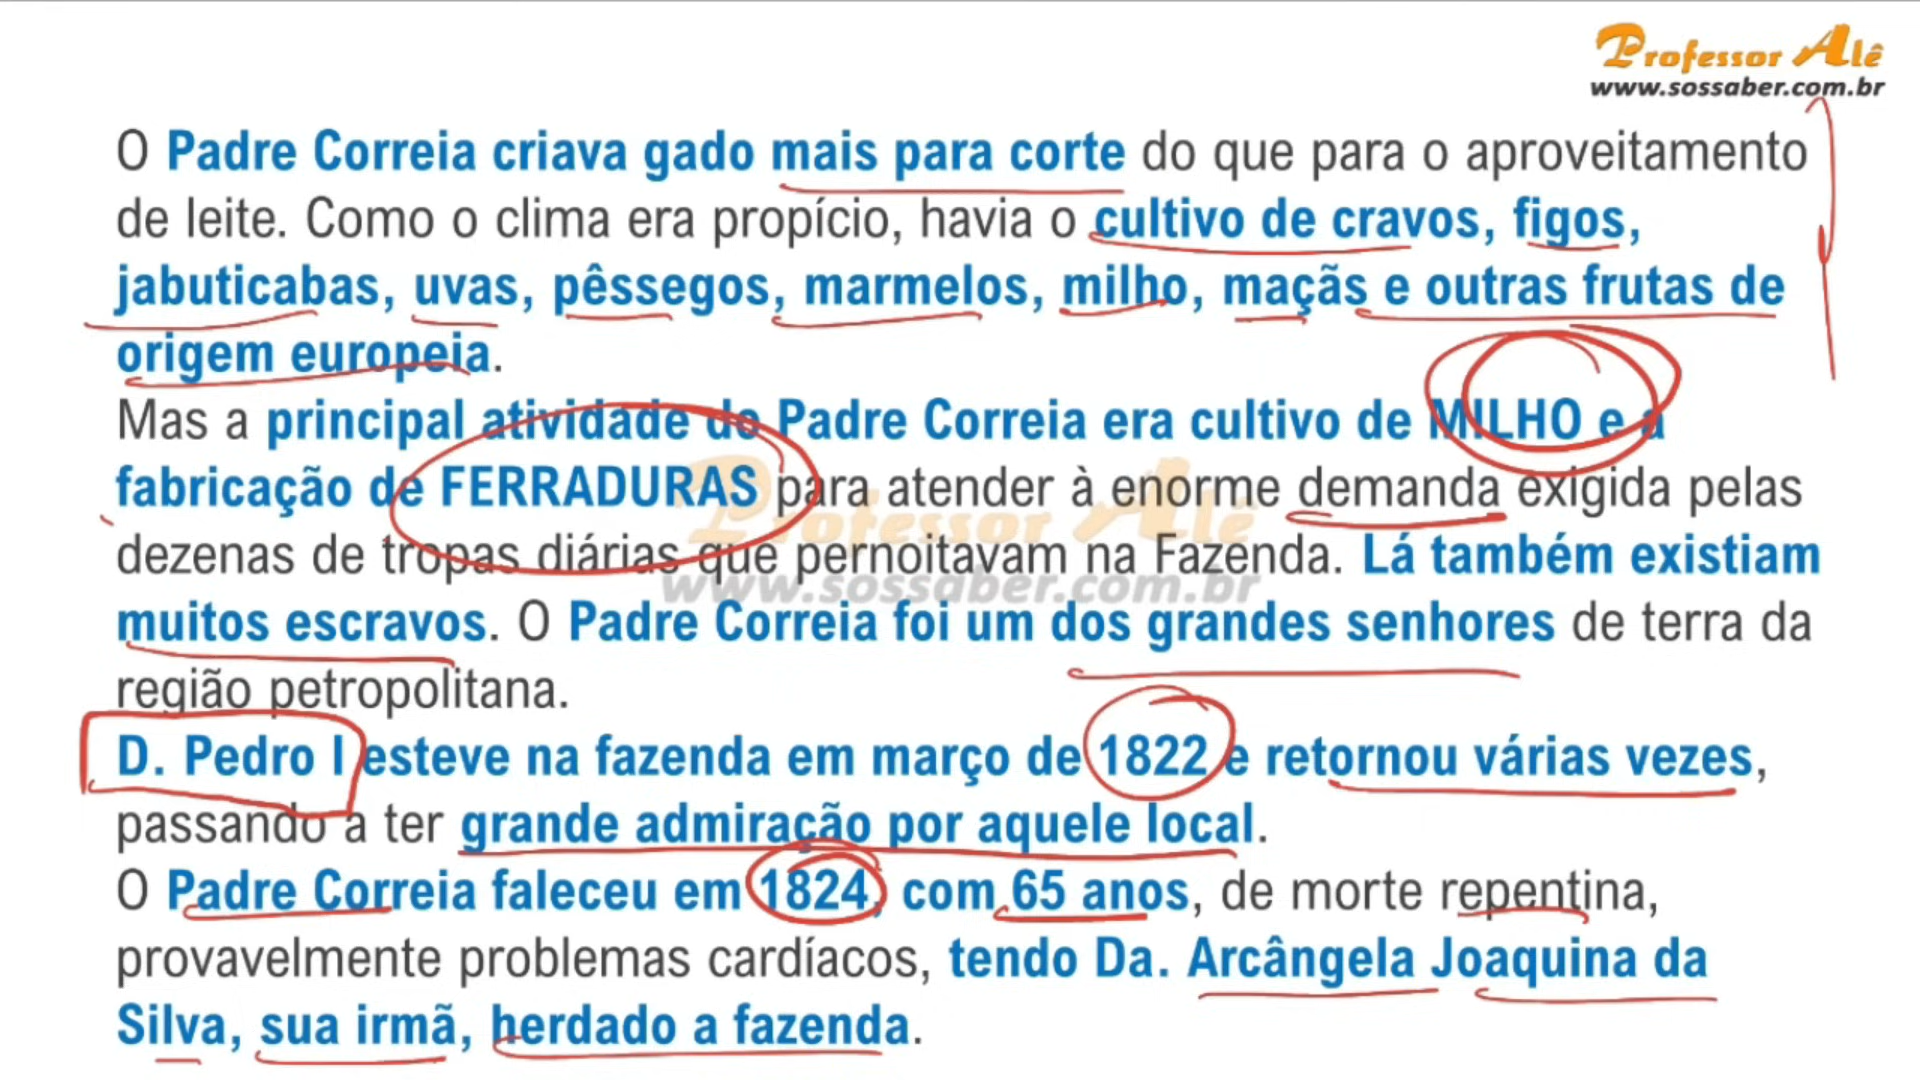 Professor Alê
www.sossaber.com.br
O Padre Correia criava gado mais para corte do que para o aproveitamento
de leite. Como o clima era propício, havia o cultivo de cravos, figos,
jabuticabas, uvas, pêssegos, marmelos, milho, maçãs e outras frutas de
origem europeia.
Mas a principal atividade do Padre Correia era cultivo de MILHO e a
fabricação de FERRADURAS para atender à enorme demanda exigida pelas
dezenas de tropas diárias que pernoitavam na Fazenda. Lá também existiam
muitos escravos. O Padre Correia foi um dos grandes senhores de terra da
região petropolitana.
D. Pedro I esteve na fazenda em março de 1822 e retornou várias vezes,
passando a ter grande admiração por aquele local.
O Padre Correia faleceu em 1824, com 65 anos, de morte repentina,
provavelmente problemas cardíacos, tendo Da. Arcângela Joaquina da
Silva, sua irmã, herdado a fazenda.
Professor Alê
www.sossaber.com.br